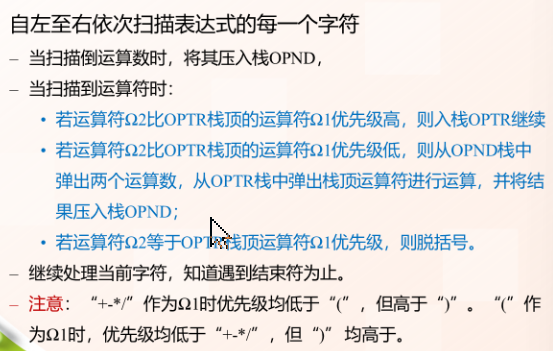 自左至右依次扫描表达式的每一个字符
– 当扫描倒运算数时，将其压入栈OPND，
– 当扫描到运算符时：
• 若运算符Ω2比OPTR栈顶的运算符Ω1优先级高，则入栈OPTR继续
• 若运算符Ω2比OPTR栈顶的运算符Ω1优先级低，则从OPND栈中
弹出两个运算数，从OPTR栈中弹出栈顶运算符进行运算，并将结
果压入栈OPND；
• 若运算符Ω2等于OPTR栈顶运算符Ω1优先级，则脱括号。
– 继续处理当前字符，知道遇到结束符为止。
– 注意：“+-*/”作为Ω1时优先级均低于“(”，但高于“)”。“(”作
为Ω1时，优先级均低于“+-*/”，但“)”均高于。